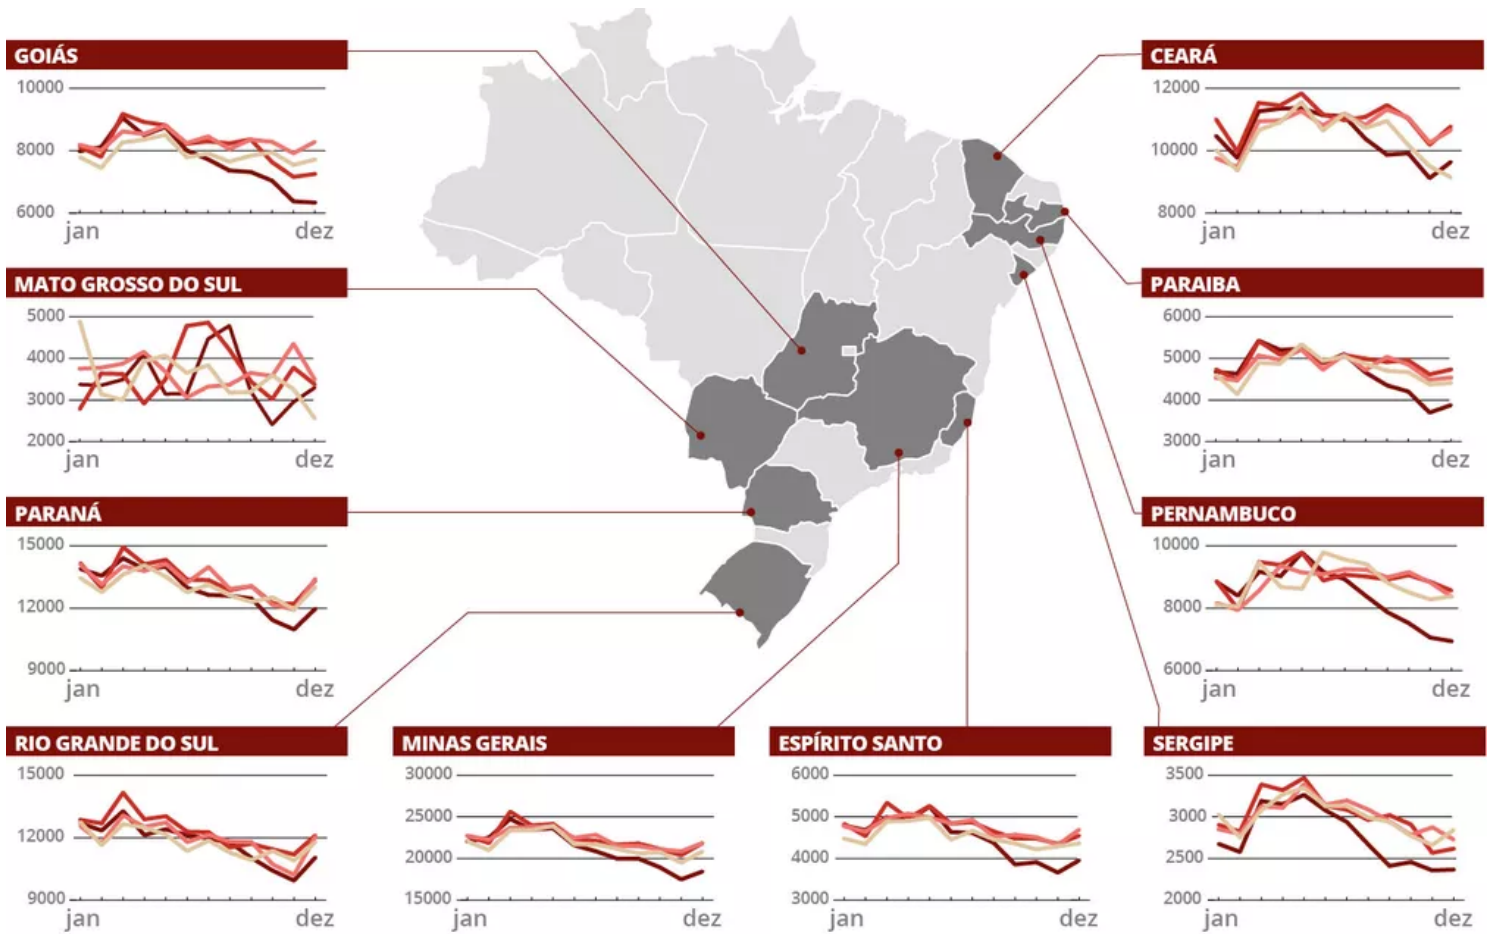 GOIÁS
10000
8000
6000
jan dez
MATO GROSSO DO SUL
5000
4000
3000
2000
jan dez
PARANÁ
15000
12000
9000
jan dez
RIO GRANDE DO SUL
15000
12000
9000
jan dez
MINAS GERAIS
30000
25000
20000
15000
jan dez
ESPÍRITO SANTO
6000
5000
4000
3000
jan dez
CEARÁ
12000
10000
8000
jan dez
PARAIBA
6000
5000
4000
3000
jan dez
PERNAMBUCO
10000
8000
6000
jan dez
SERGIPE
3500
3000
2500
2000
jan dez